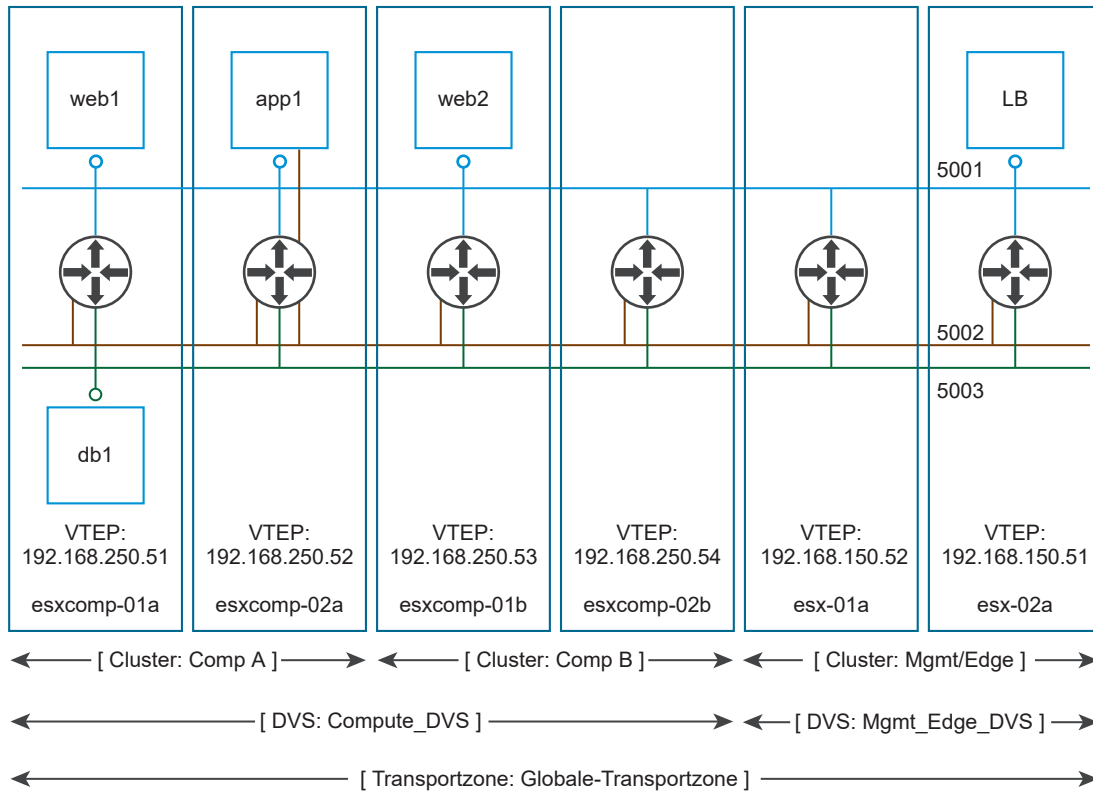 web1
app1
web2
LB
5001
5002
5003
db1
VTEP:
192.168.250.51
VTEP:
192.168.250.52
VTEP:
192.168.250.53
VTEP:
192.168.250.54
VTEP:
192.168.150.52
VTEP:
192.168.150.51
esxcomp-01a
esxcomp-02a
esxcomp-01b
esxcomp-02b
esx-01a
esx-02a
[ Cluster: Comp A ]
[ Cluster: Comp B ]
[ Cluster: Mgmt/Edge ]
[ DVS: Compute_DVS ]
[ DVS: Mgmt_Edge_DVS ]
[ Transportzone: Globale-Transportzone ]